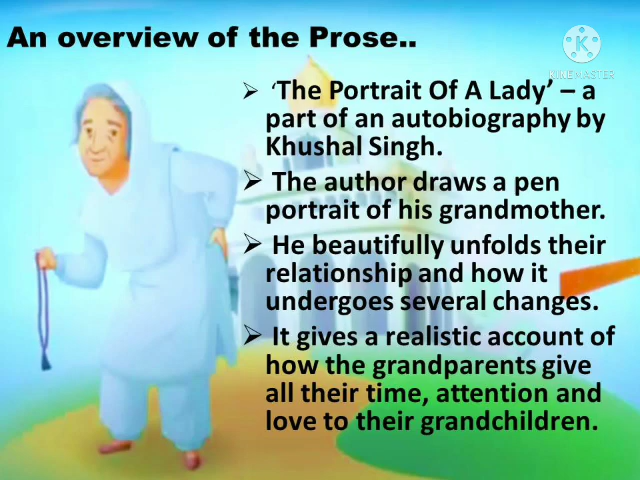 An overview of the Prose..
K
KINEMASTER
➢ ‘The Portrait Of A Lady’ – a
part of an autobiography by
Khushal Singh.
➢ The author draws a pen
portrait of his grandmother.
➢ He beautifully unfolds their
relationship and how it
undergoes several changes.
➢ It gives a realistic account of
how the grandparents give
all their time, attention and
love to their grandchildren.